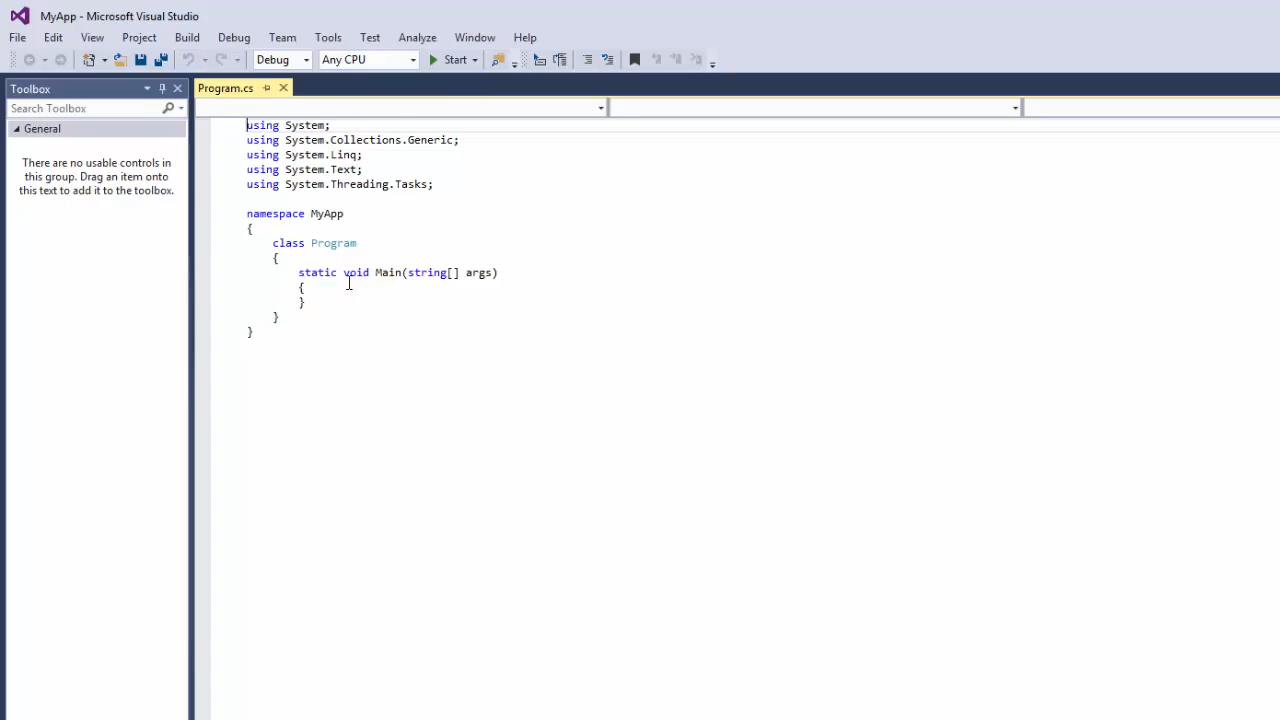 MyApp - Microsoft Visual Studio
File Edit View Project Build Debug Team Tools Test Analyze Window Help
Debug Any CPU Start
Toolbox
Search Toolbox
General
There are no usable controls in
this group. Drag an item onto
this text to add it to the toolbox.
Program.cs
using System;
using System.Collections.Generic;
using System.Linq;
using System.Text;
using System.Threading.Tasks;
namespace MyApp
{
class Program
{
static void Main(string[] args)
{
}
}
}